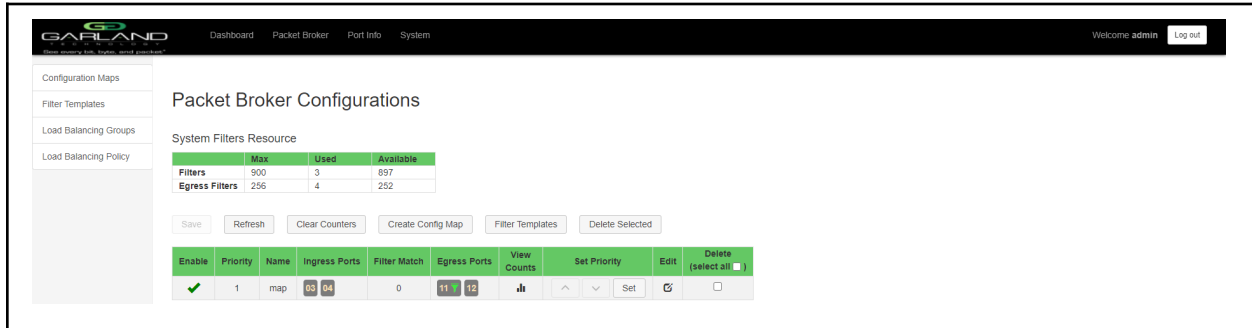 GARLAND
TECHNOLOGY
See every bit, byte, and packet®
Dashboard Packet Broker Port Info System
Welcome admin Log out
Configuration Maps
Filter Templates
Load Balancing Groups
Load Balancing Policy
Packet Broker Configurations
System Filters Resource
Max Used Available
Filters 900 3 897
Egress Filters 256 4 252
Save Refresh Clear Counters Create Config Map Filter Templates Delete Selected
Enable Priority Name Ingress Ports Filter Match Egress Ports View Counts Set Priority Edit Delete (select all )
1 map 03 04 0 11 12 Set